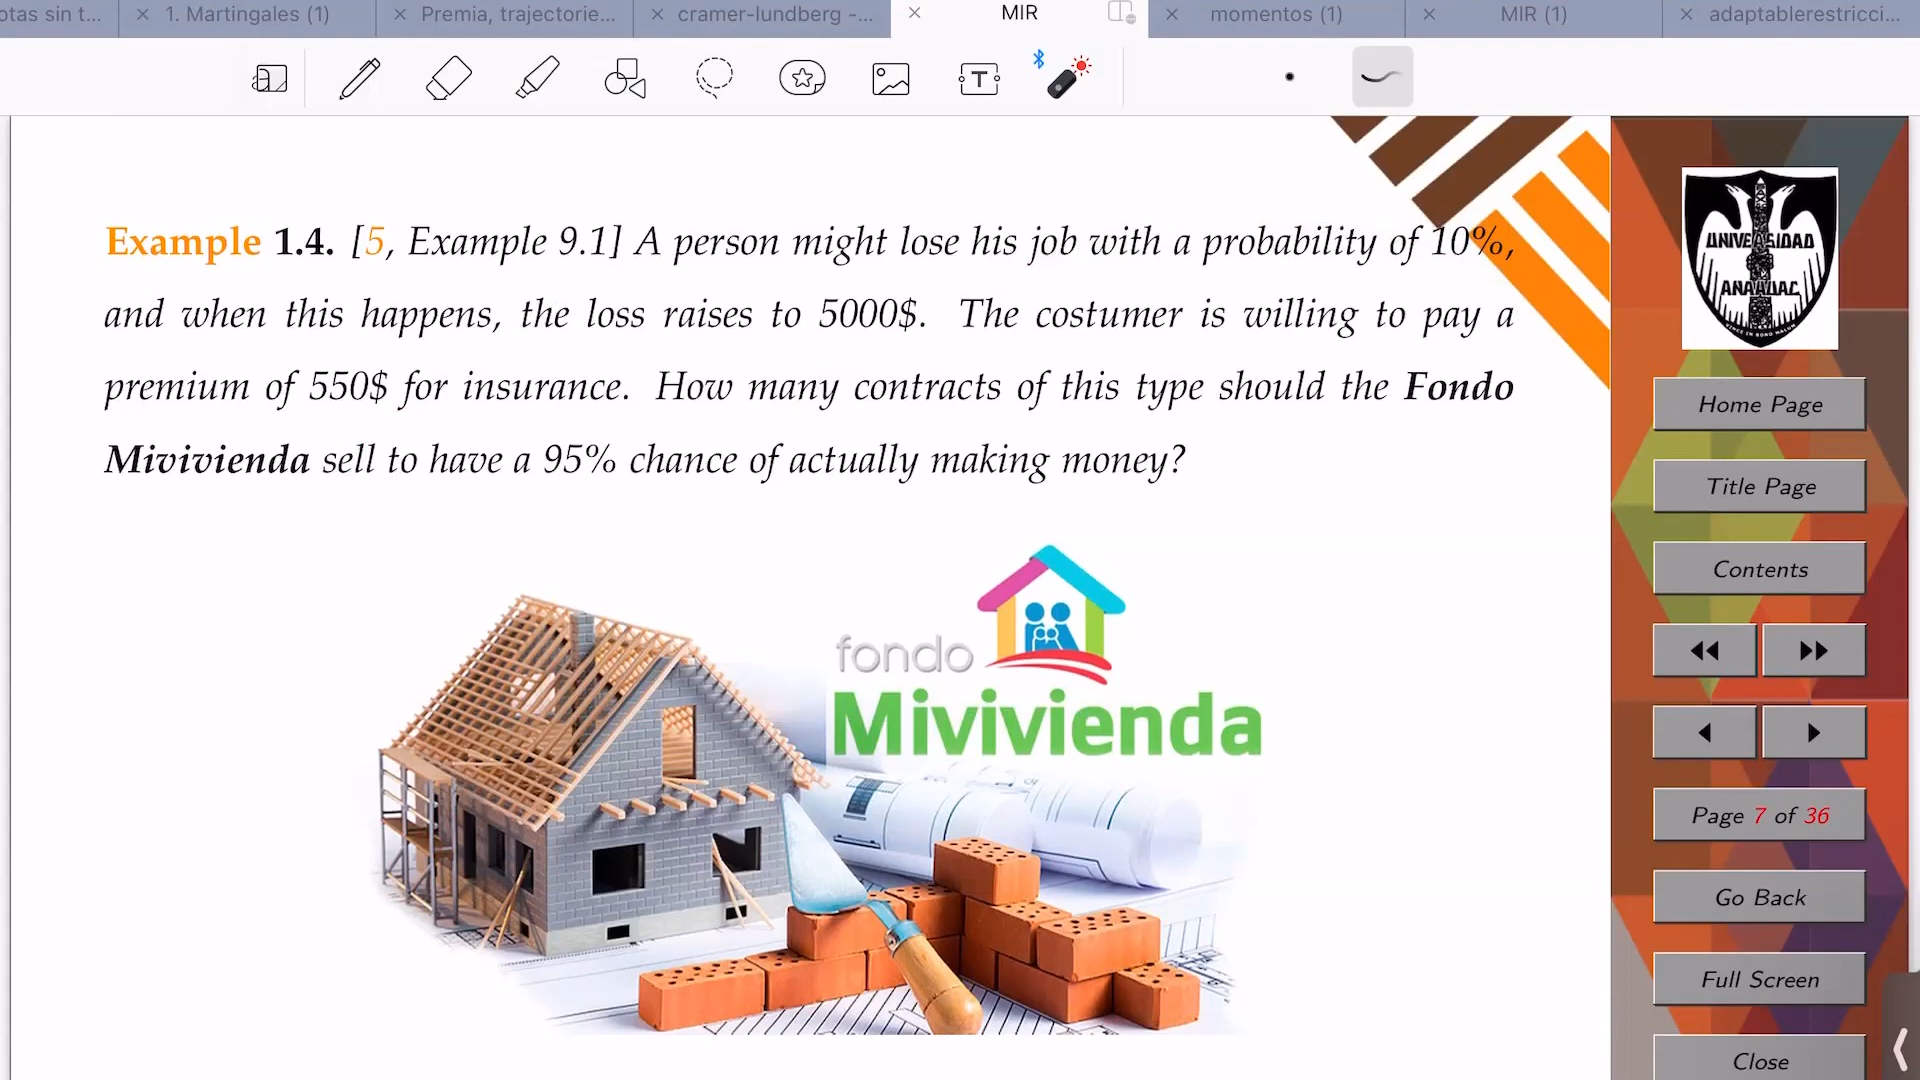 otas sin t...
1. Martingales (1)
Premia, trajectorie...
cramer-lundberg -...
MIR
momentos (1)
MIR (1)
adaptablerestricci...
Example 1.4. [5, Example 9.1] A person might lose his job with a probability of 10%,
and when this happens, the loss raises to 5000$. The costumer is willing to pay a
premium of 550$ for insurance. How many contracts of this type should the Fondo
Mivivienda sell to have a 95% chance of actually making money?
fondo
Mivivienda
UNIVERSIDAD
ANAHUAC
Home Page
Title Page
Contents
Page 7 of 36
Go Back
Full Screen
Close